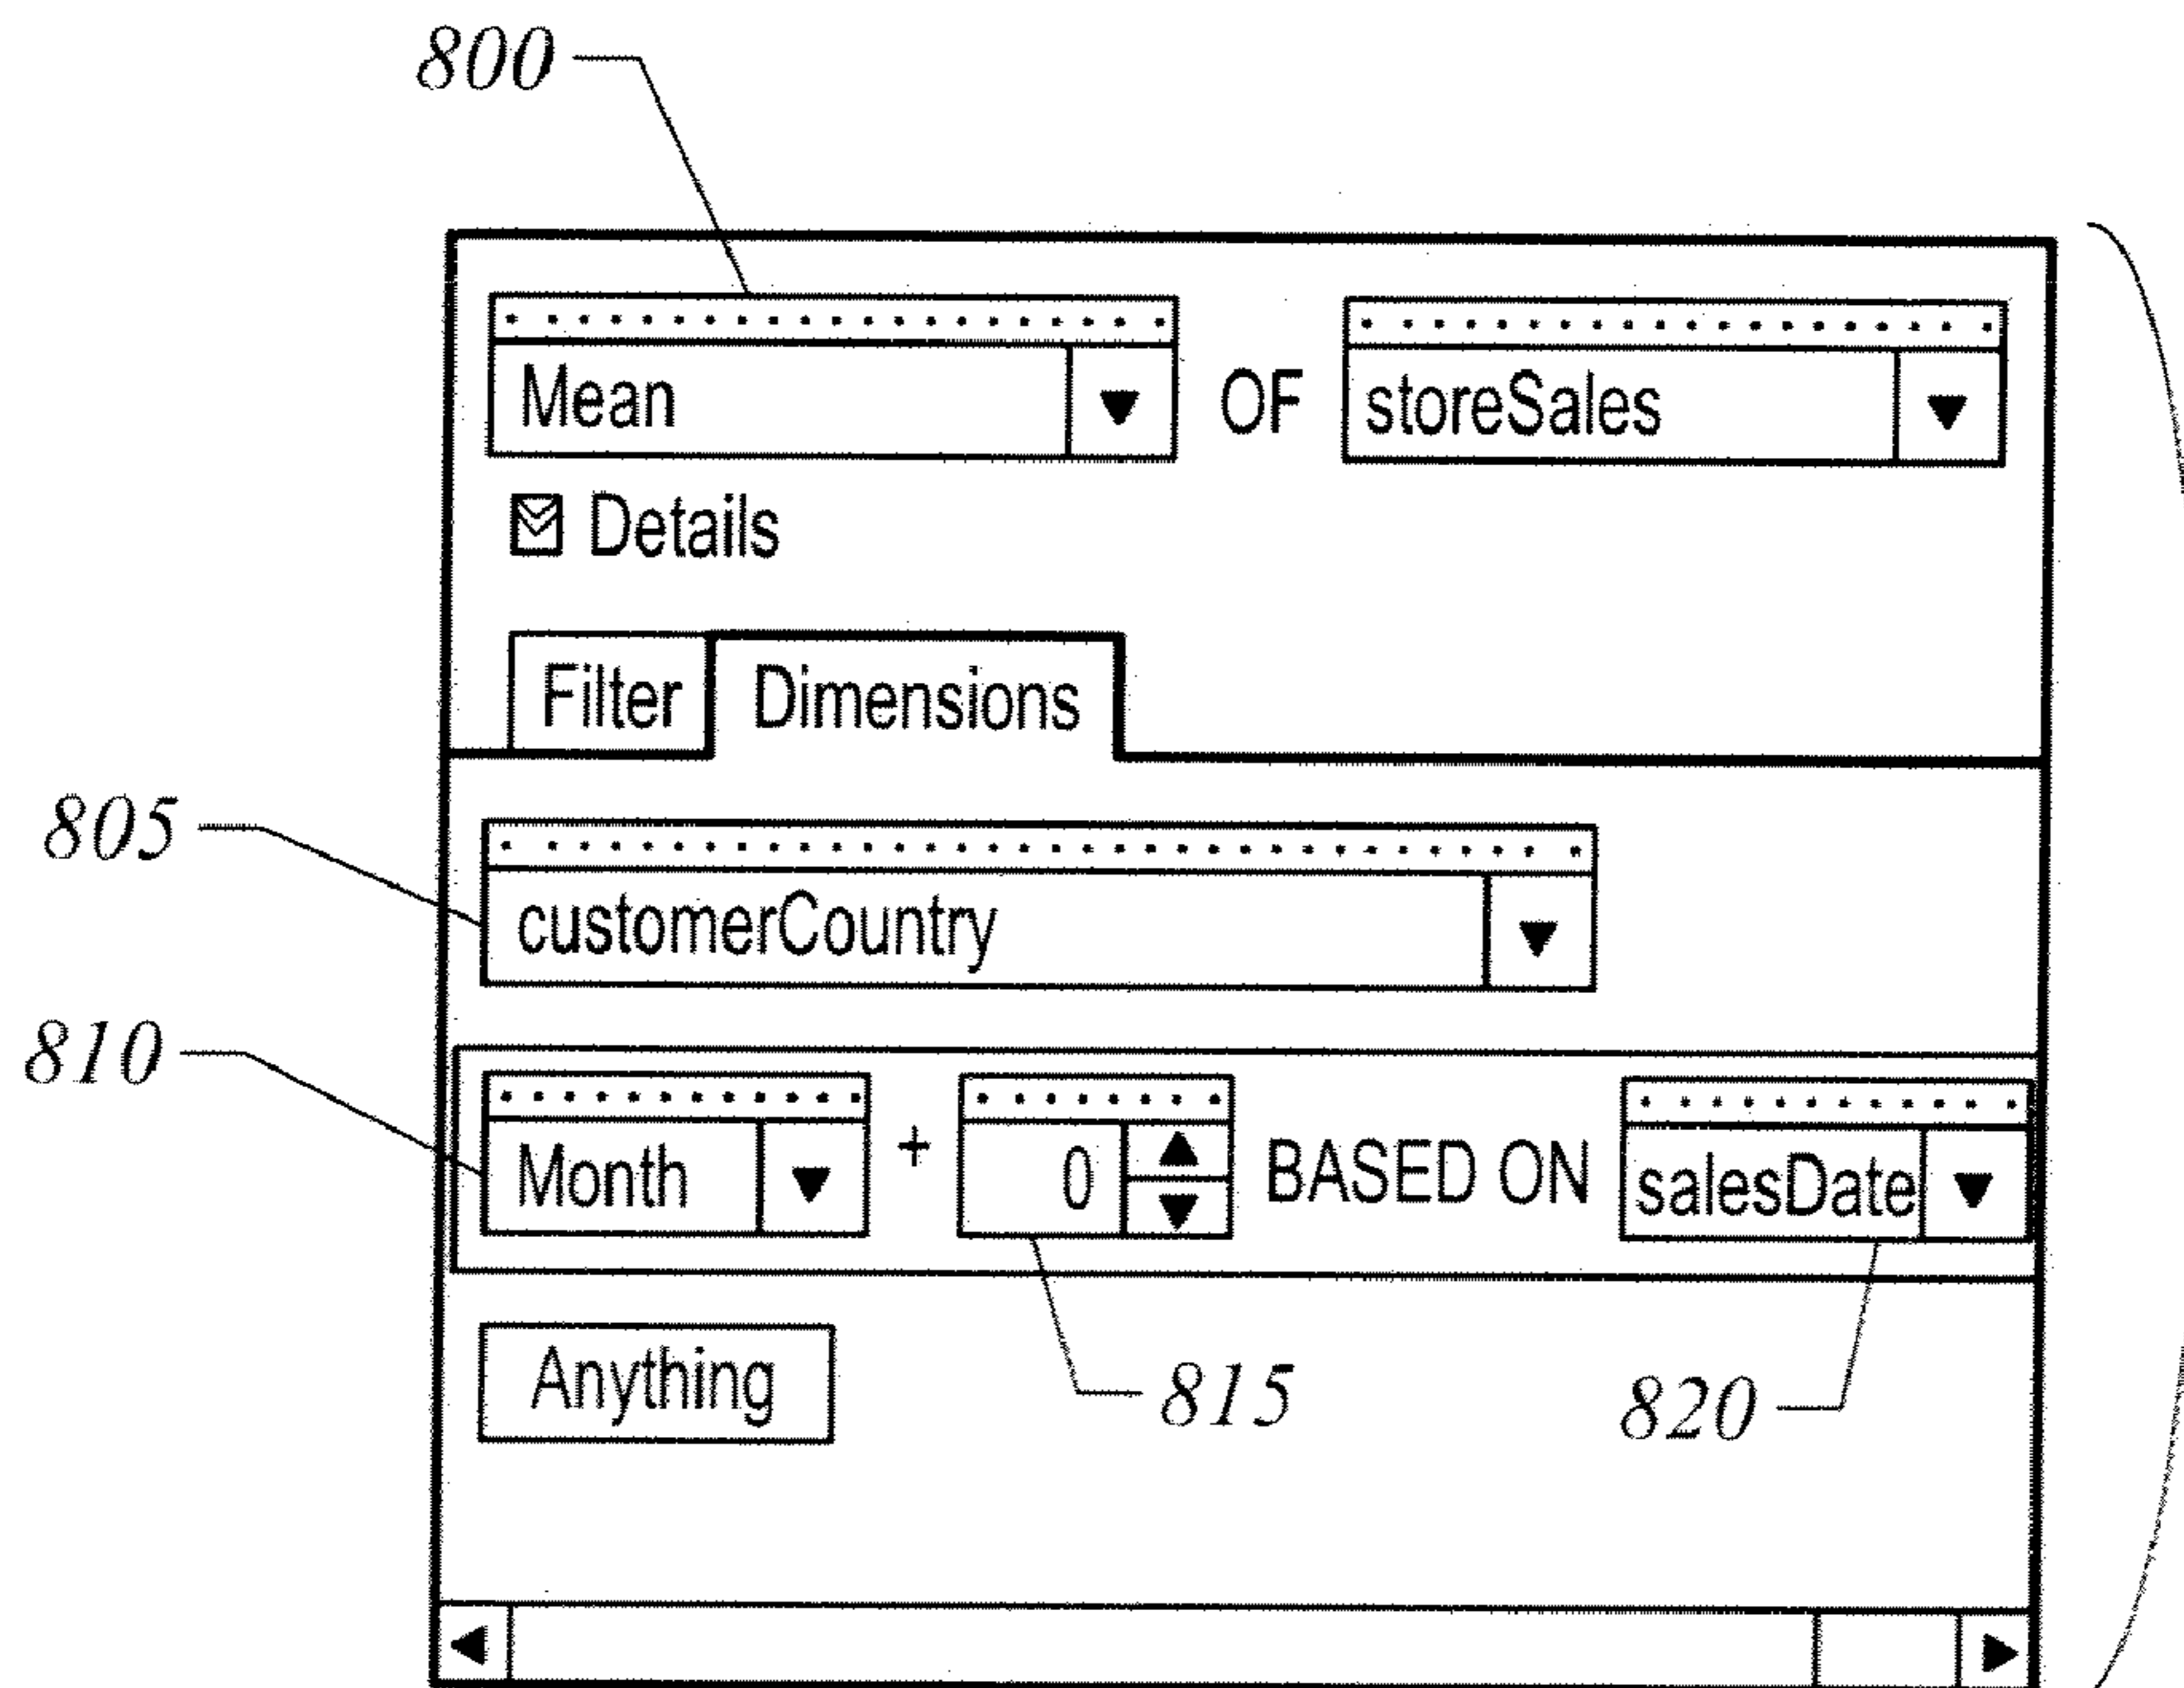 800
Mean OF storeSales
Details
Filter Dimensions
805
customerCountry
810
Month + 0 BASED ON salesDate
Anything
815
820